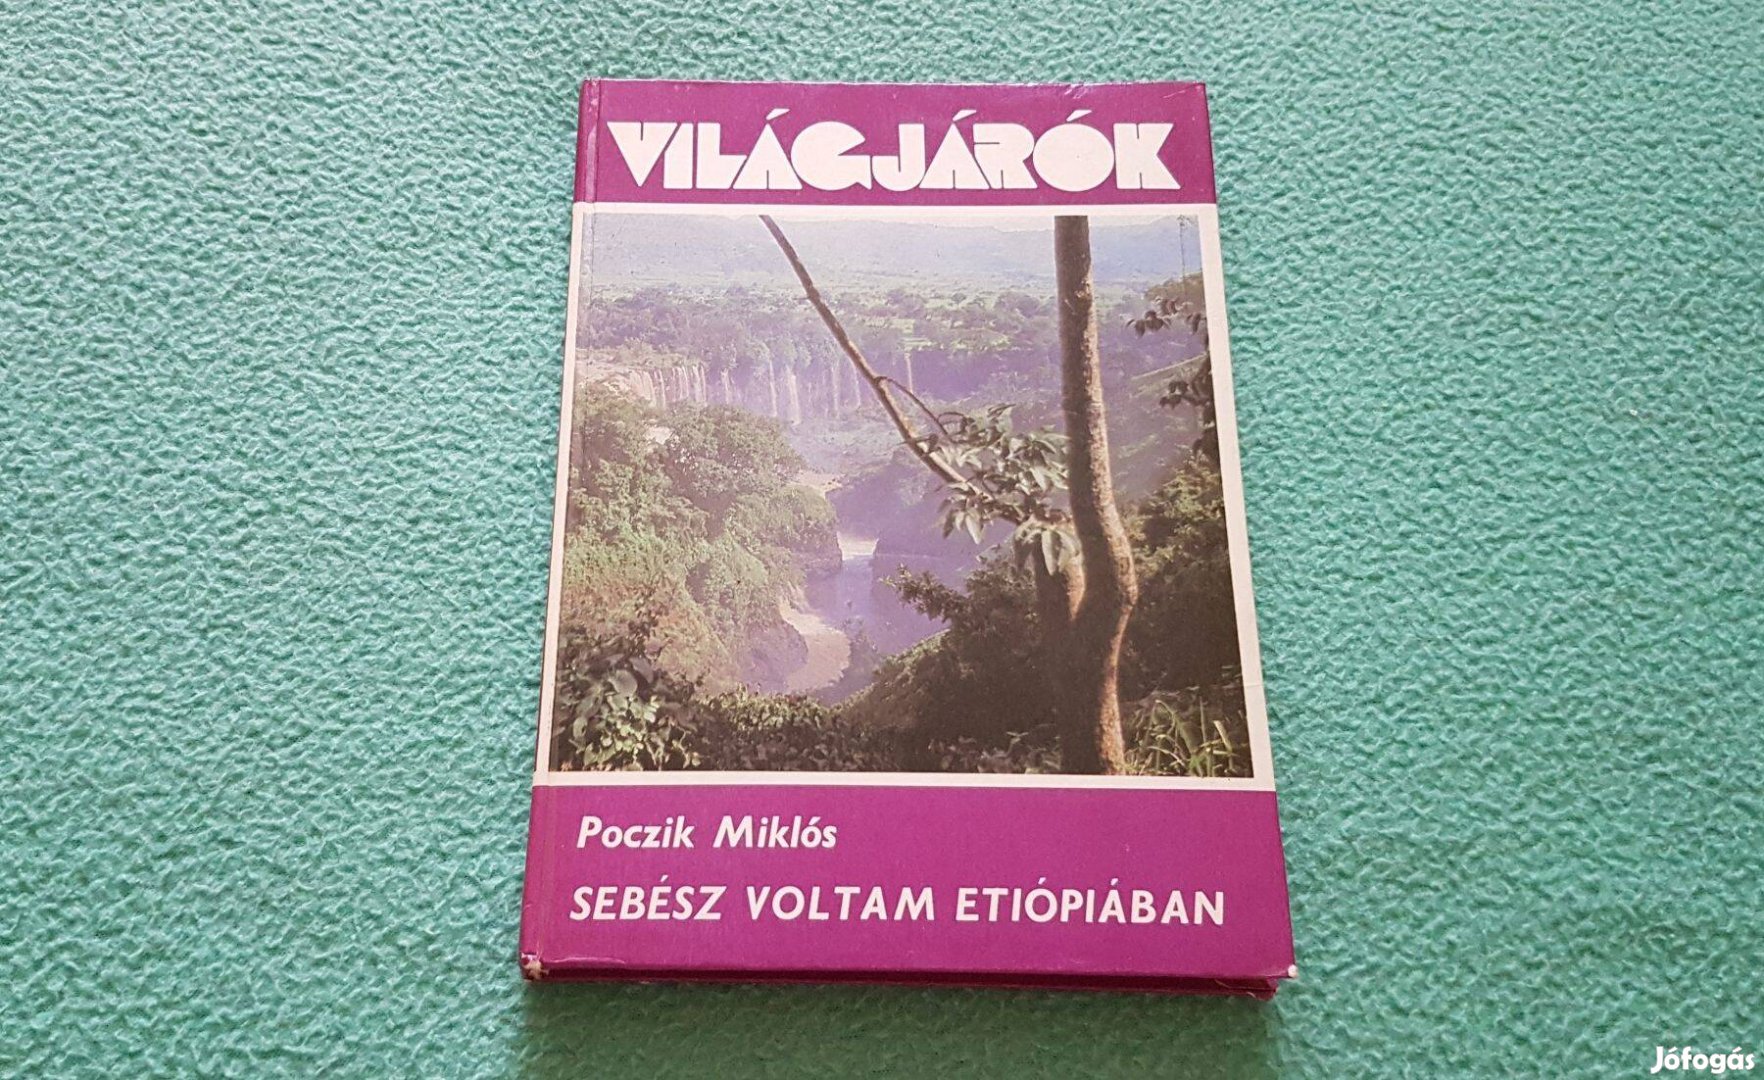 VILÁGJÁRÓK
Poczik Miklós
SEBÉSZ VOLTAM ETIÓPIÁBAN
Jófogás